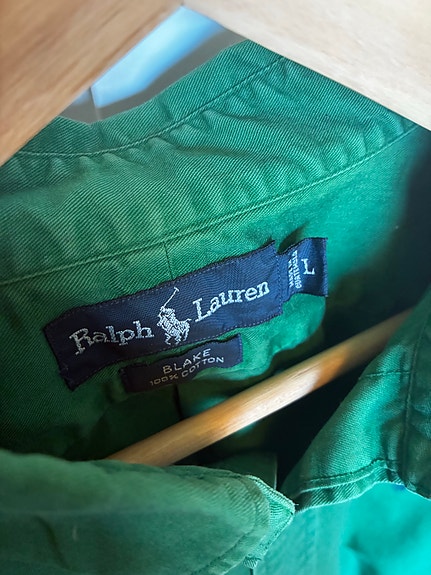 Ralph Lauren
L
BLAKE
100% COTTON